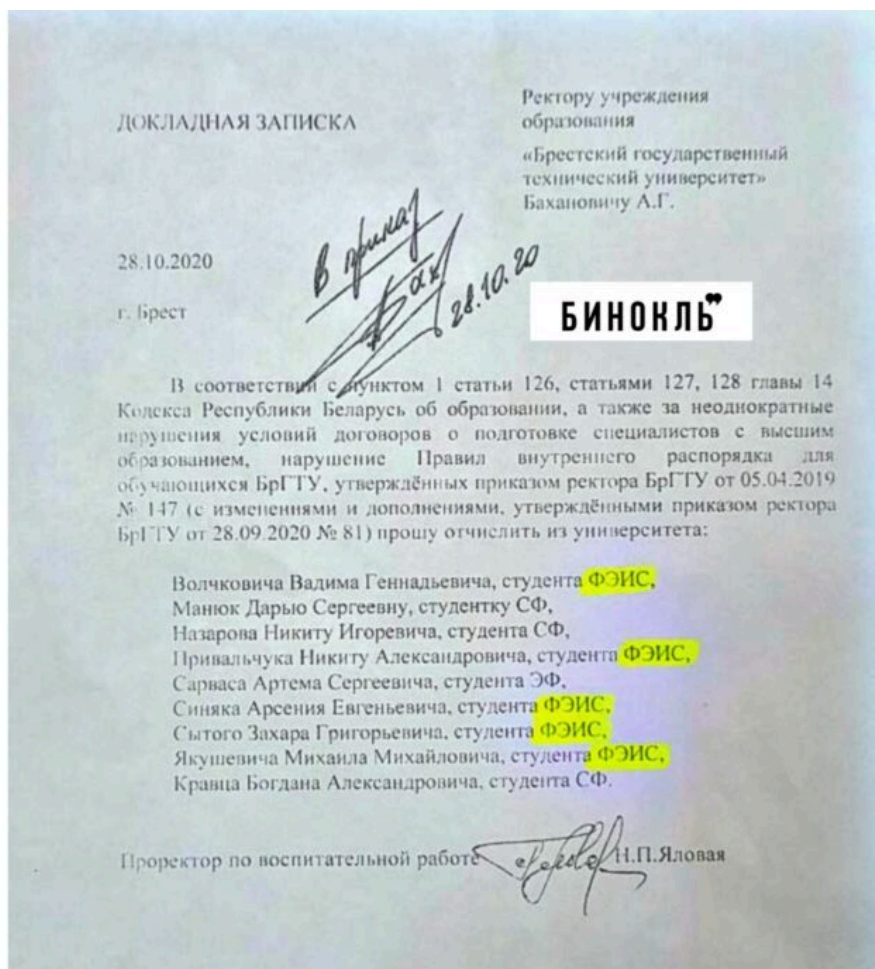 ДОКЛАДНАЯ ЗАПИСКА
Ректору учреждения
образования
«Брестский государственный
технический университет»
Бахановичу А.Г.
28.10.2020
г. Брест
В приказ
Бах
28.10.20
БИНОКЛЬ
В соответствии с пунктом 1 статьи 126, статьями 127, 128 главы 14
Кодекса Республики Беларусь об образовании, а также за неоднократные
нарушения условий договоров о подготовке специалистов с высшим
образованием, нарушение Правил внутреннего распорядка для
обучающихся БрГТУ, утверждённых приказом ректора БрГТУ от 05.04.2019
№ 147 (с изменениями и дополнениями, утверждёнными приказом ректора
БрГТУ от 28.09.2020 № 81) прошу отчислить из университета:
Волчковича Вадима Геннадьевича, студента ФЭИС,
Манюк Дарью Сергеевну, студентку СФ,
Назарова Никиту Игоревича, студента СФ,
Привальчука Никиту Александровича, студента ФЭИС,
Сарваса Артема Сергеевича, студента ЭФ,
Синяка Арсения Евгеньевича, студента ФЭИС,
Сытого Захара Григорьевича, студента ФЭИС,
Якушевича Михаила Михайловича, студента ФЭИС,
Кравца Богдана Александровича, студента СФ.
Проректор по воспитательной работе Н.П.Яловая